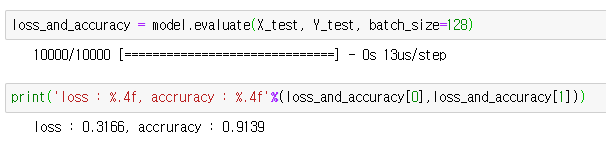 loss_and_accuracy = model.evaluate(X_test, Y_test, batch_size=128)
10000/10000 [==============================] - 0s 13us/step
print('loss : %.4f, accruracy : %.4f'%(loss_and_accuracy[0],loss_and_accuracy[1]))
loss : 0.3166, accruracy : 0.9139